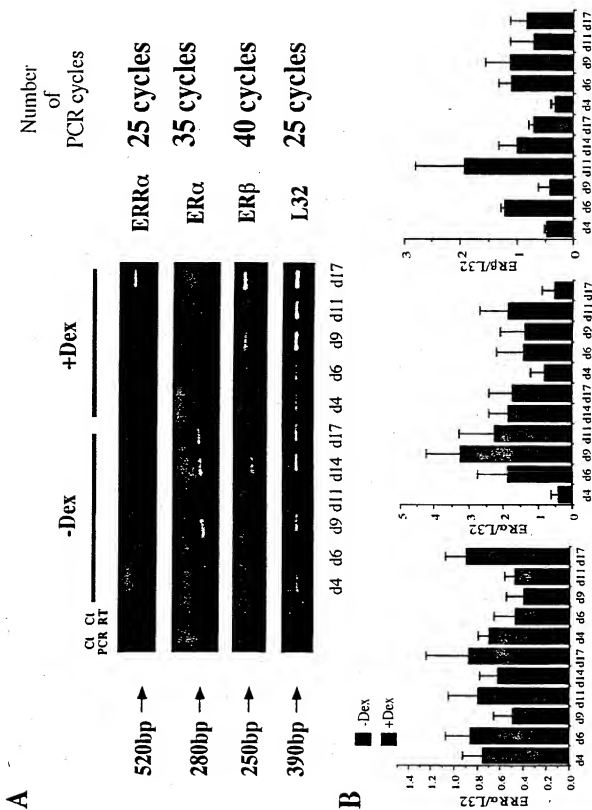 A
Number
of
PCR cycles
-Dex
+Dex
Ct Ct
PCR RT
520bp
ERRα
25 cycles
280bp
ERα
35 cycles
250bp
ERβ
40 cycles
390bp
L32
25 cycles
d4 d6 d9 d11 d14 d17 d4 d6 d9 d11 d17
B
-Dex
+Dex
1.2
1.0
0.8
0.6
0.4
0.2
0.0
d4 d6 d9 d11 d14 d17 d4 d6 d9 d11 d17
ERα/L32
5
4
3
2
1
0
d4 d6 d9 d11 d14 d17 d4 d6 d9 d11 d17
ERβ/L32
3
2
1
0
d4 d6 d9 d11 d14 d17 d4 d6 d9 d11 d17